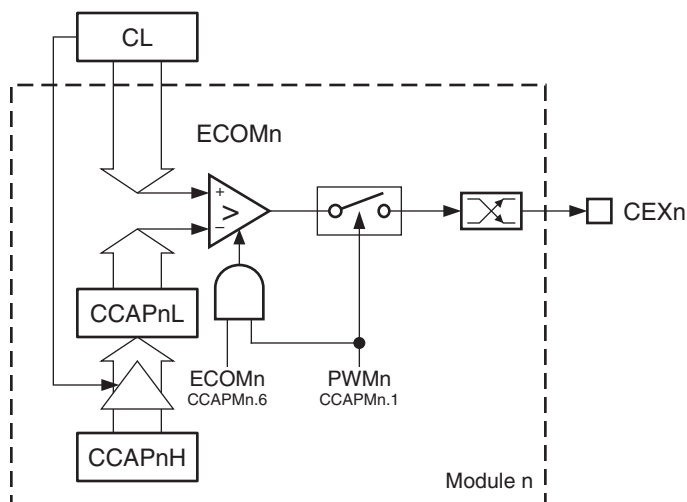 CL
ECOMn
+
>
−
CEXn
CCAPnL
ECOMn
CCAPMn.6
PWMn
CCAPMn.1
CCAPnH
Module n